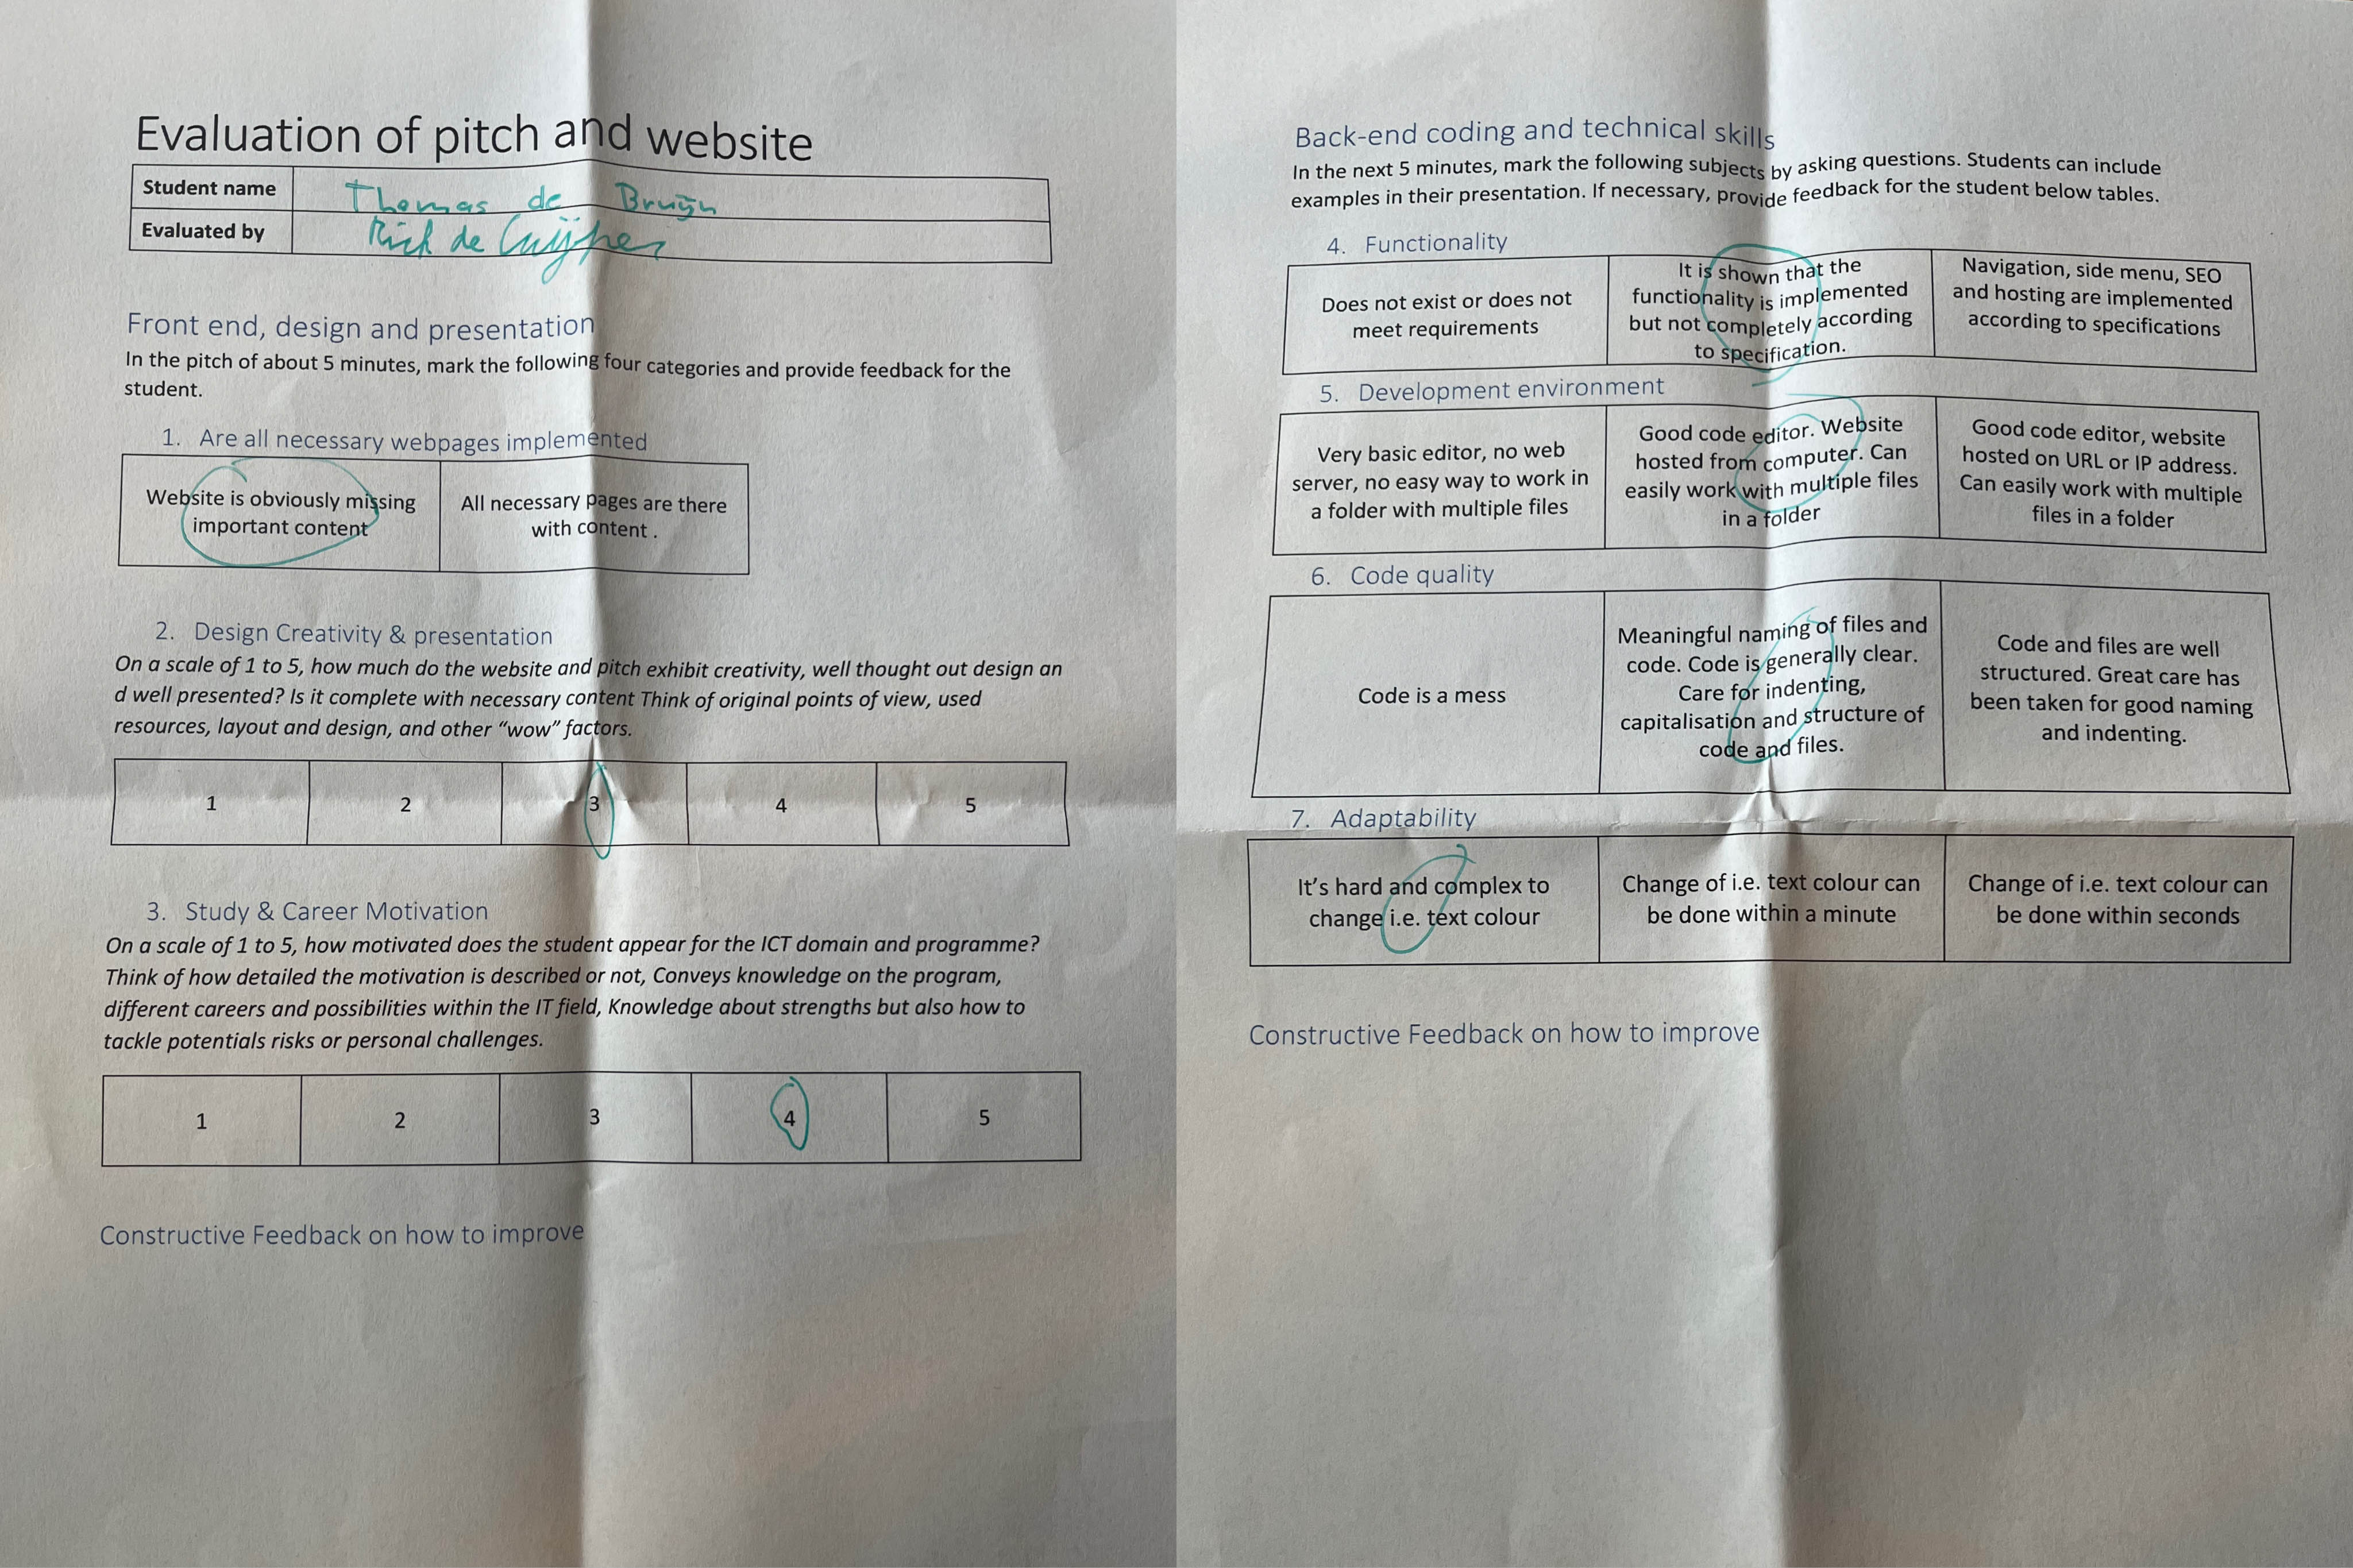 Evaluation of pitch and website
Student name Thomas de Bruijn
Evaluated by Rick de Cuijper
Front end, design and presentation
In the pitch of about 5 minutes, mark the following four categories and provide feedback for the
student.
1. Are all necessary webpages implemented
Website is obviously missing
important content
All necessary pages are there
with content .
2. Design Creativity & presentation
On a scale of 1 to 5, how much do the website and pitch exhibit creativity, well thought out design an
d well presented? Is it complete with necessary content Think of original points of view, used
resources, layout and design, and other “wow” factors.
1 2 3 4 5
3. Study & Career Motivation
On a scale of 1 to 5, how motivated does the student appear for the ICT domain and programme?
Think of how detailed the motivation is described or not, Conveys knowledge on the program,
different careers and possibilities within the IT field, Knowledge about strengths but also how to
tackle potentials risks or personal challenges.
1 2 3 4 5
Constructive Feedback on how to improve
Back-end coding and technical skills
In the next 5 minutes, mark the following subjects by asking questions. Students can include
examples in their presentation. If necessary, provide feedback for the student below tables.
4. Functionality
Does not exist or does not
meet requirements
It is shown that the
functionality is implemented
but not completely according
to specification.
Navigation, side menu, SEO
and hosting are implemented
according to specifications
5. Development environment
Very basic editor, no web
server, no easy way to work in
a folder with multiple files
Good code editor. Website
hosted from computer. Can
easily work with multiple files
in a folder
Good code editor, website
hosted on URL or IP address.
Can easily work with multiple
files in a folder
6. Code quality
Code is a mess
Meaningful naming of files and
code. Code is generally clear.
Care for indenting,
capitalisation and structure of
code and files.
Code and files are well
structured. Great care has
been taken for good naming
and indenting.
7. Adaptability
It’s hard and complex to
change i.e. text colour
Change of i.e. text colour can
be done within a minute
Change of i.e. text colour can
be done within seconds
Constructive Feedback on how to improve